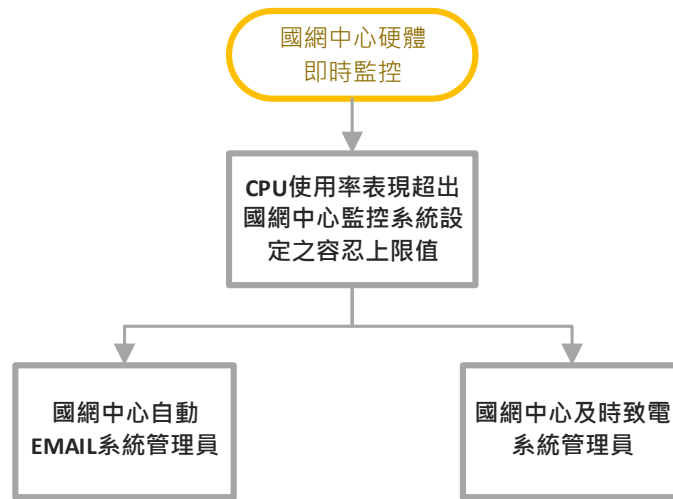 國網中心硬體
即時監控
CPU使用率表現超出
國網中心監控系統設
定之容忍上限值
國網中心自動
EMAIL系統管理員
國網中心及時致電
系統管理員